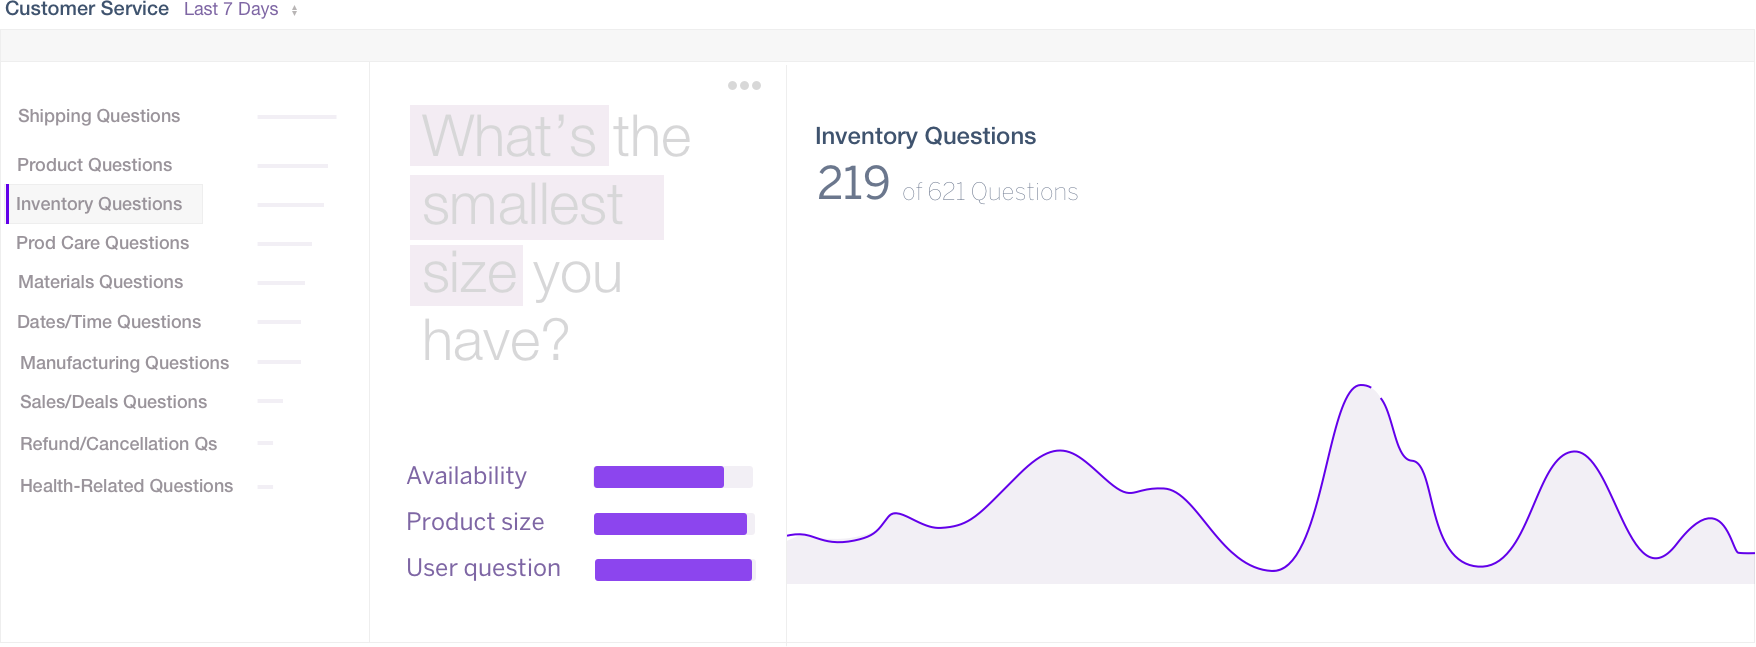 Customer Service Last 7 Days
Shipping Questions
Product Questions
Inventory Questions
Prod Care Questions
Materials Questions
Dates/Time Questions
Manufacturing Questions
Sales/Deals Questions
Refund/Cancellation Qs
Health-Related Questions
What’s the
smallest
size you
have?
Availability
Product size
User question
Inventory Questions
219 of 621 Questions